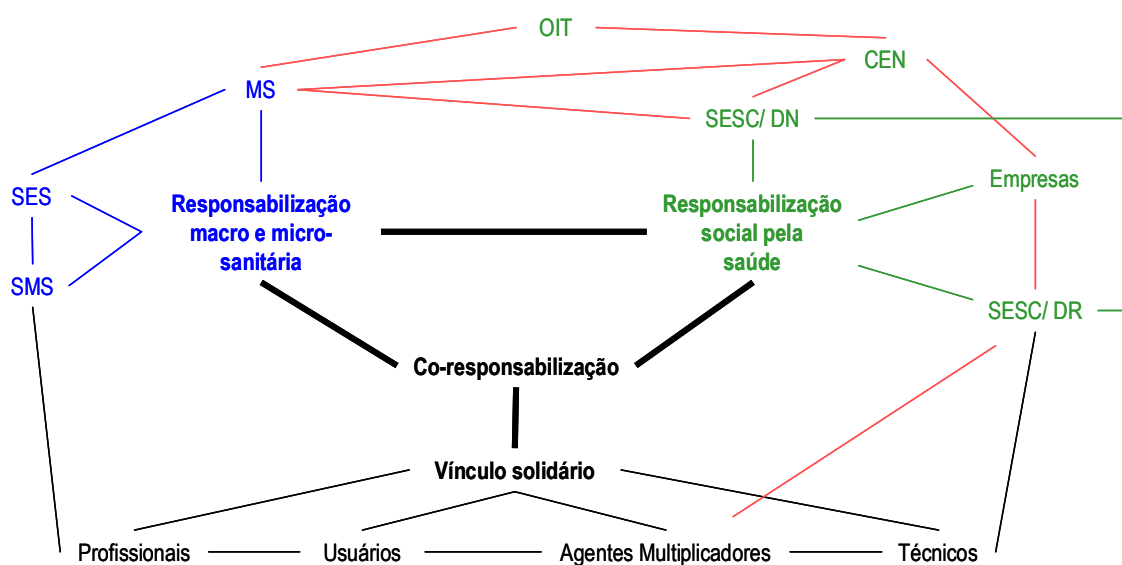 OIT
CEN
MS
SESC/ DN
Empresas
SES
Responsabilização
macro e micro-
sanitária
Responsabilização
social pela
saúde
SMS
SESC/ DR
Co-responsabilização
Vínculo solidário
Profissionais
Usuários
Agentes Multiplicadores
Técnicos